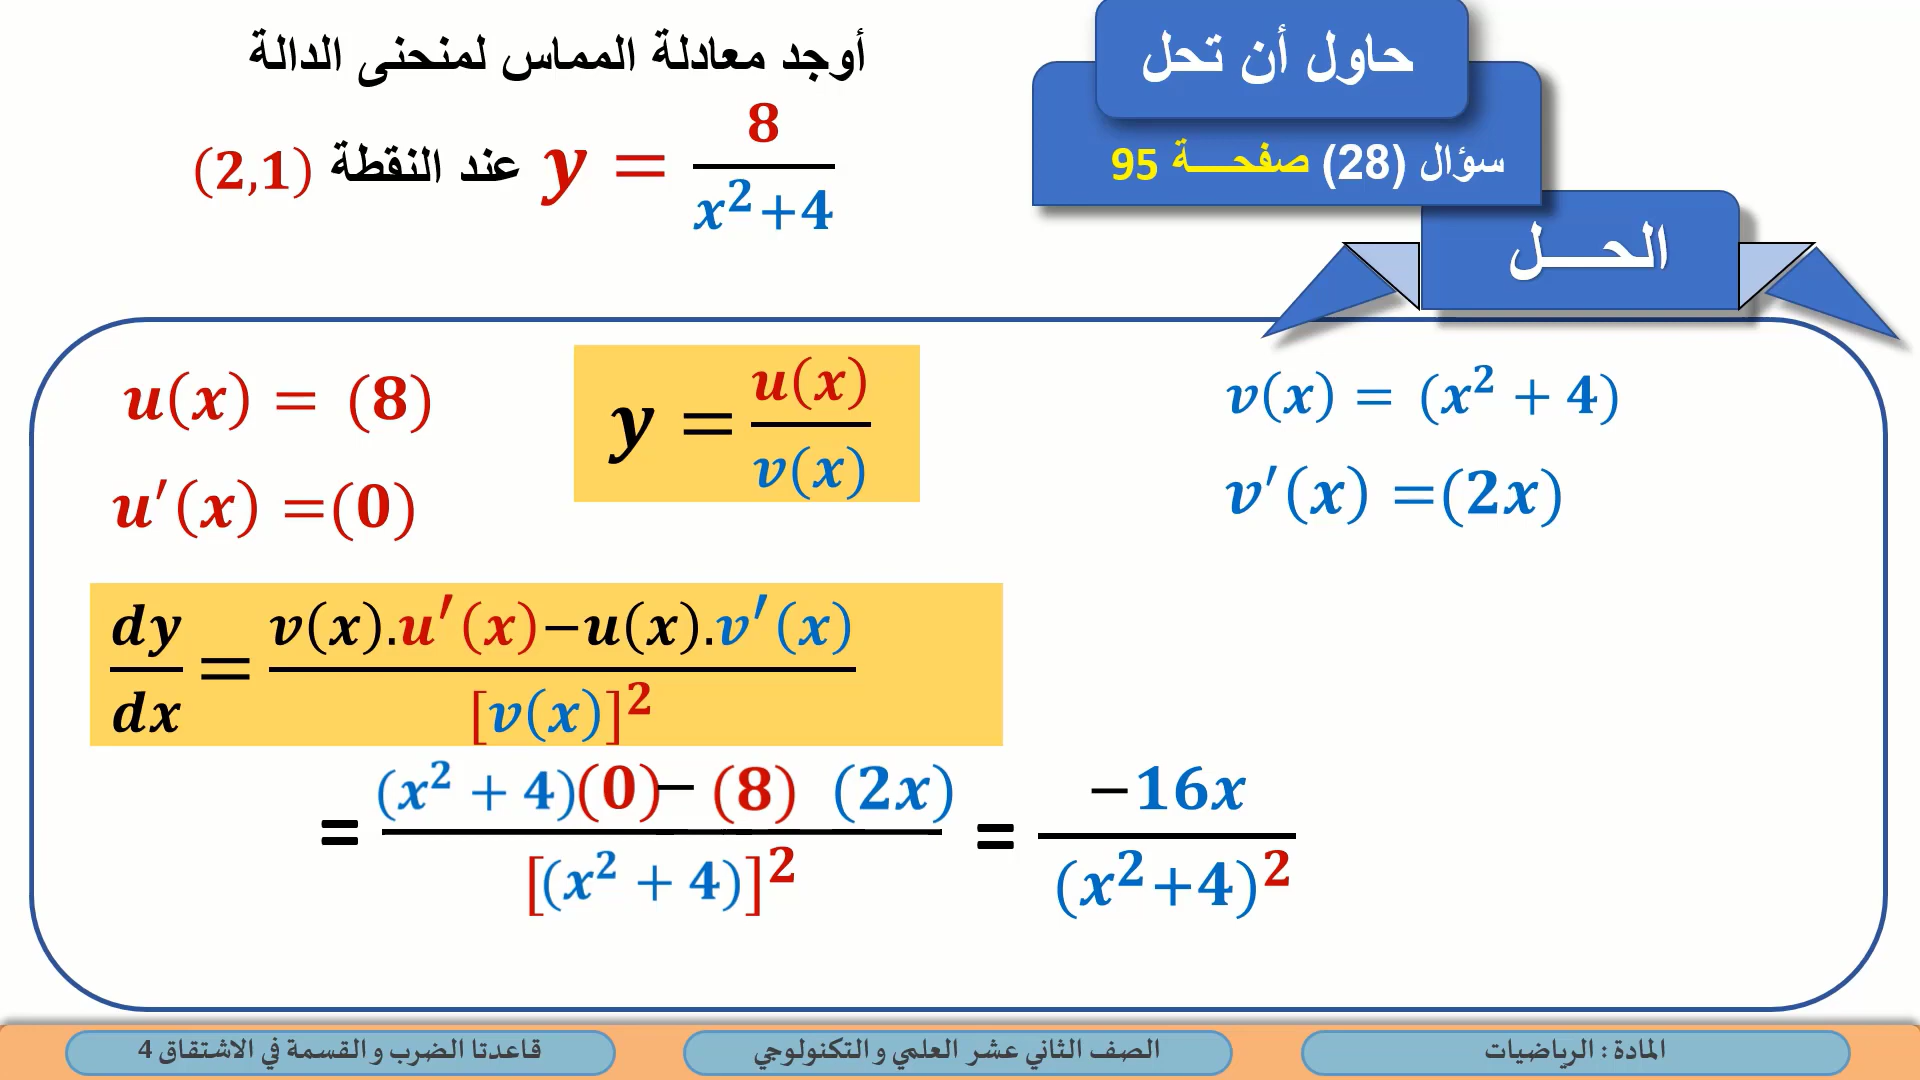 حاول أن تحل
سؤال (28) صفحـــة 95
أوجد معادلة المماس لمنحنى الدالة
y = 8/(x²+4) عند النقطة (2,1)
الحــــل
u(x) = (8)
u′(x) =(0)
y = u(x)/v(x)
v(x) = (x² + 4)
v′(x) =(2x)
dy/dx = (v(x).u′(x)−u(x).v′(x))/[v(x)]²
= ((x² + 4)(0)− (8) (2x))/[(x² + 4)]² = −16x/(x²+4)²
المادة : الرياضيات
الصف الثاني عشر العلمي و التكنولوجي
قاعدتا الضرب و القسمة في الاشتقاق 4